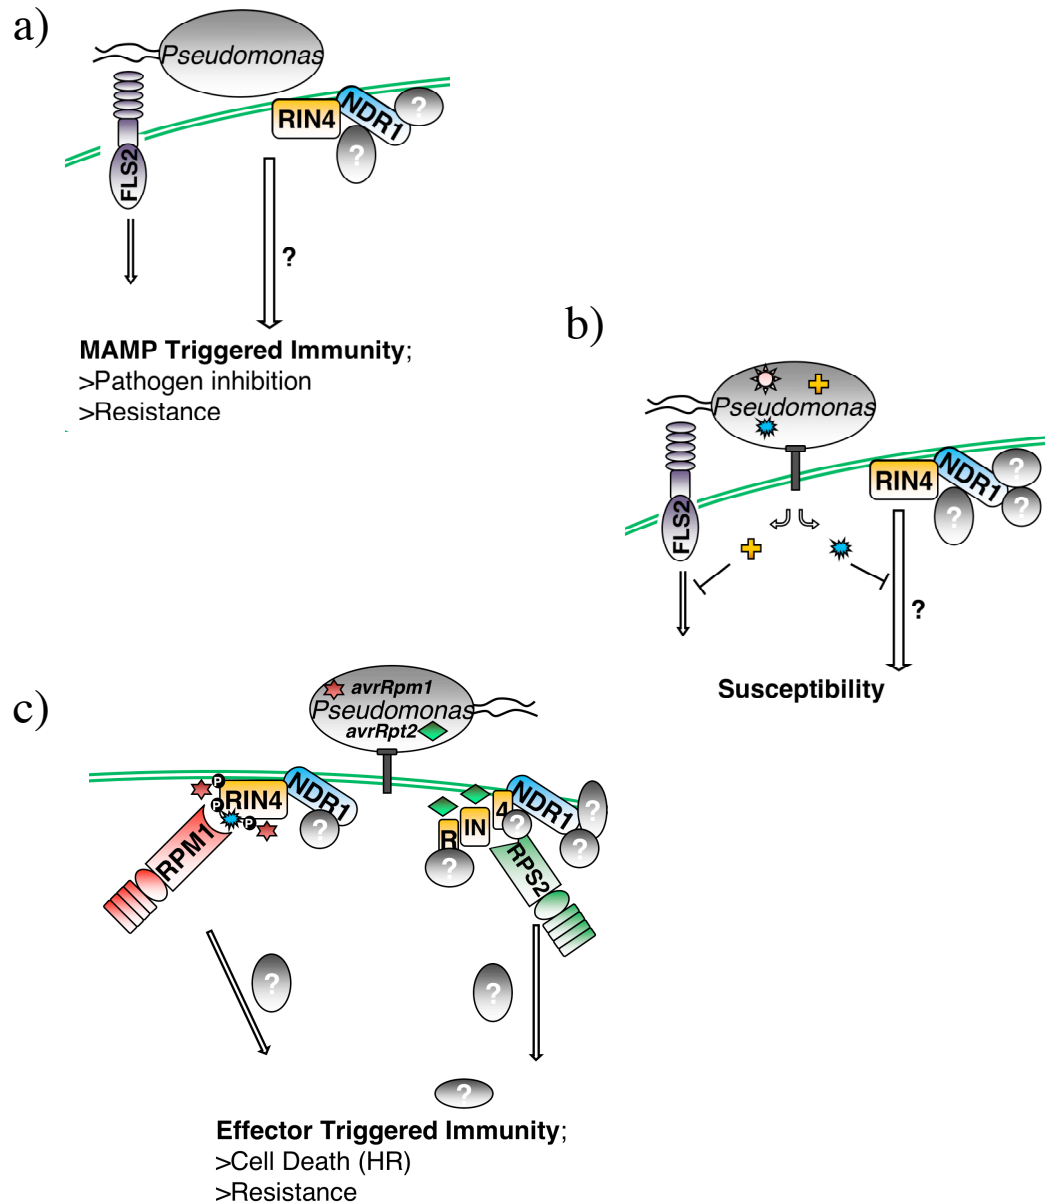 a)
Pseudomonas
RIN4
NDR1
?
?
FLS2
?
MAMP Triggered Immunity;
>Pathogen inhibition
>Resistance
b)
Pseudomonas
RIN4
NDR1
?
?
?
FLS2
?
Susceptibility
c)
avrRpm1
Pseudomonas
avrRpt2
P
RIN4
NDR1
P
P
?
RPM1
R
IN
4
NDR1
?
?
?
?
RPS2
?
?
?
Effector Triggered Immunity;
>Cell Death (HR)
>Resistance